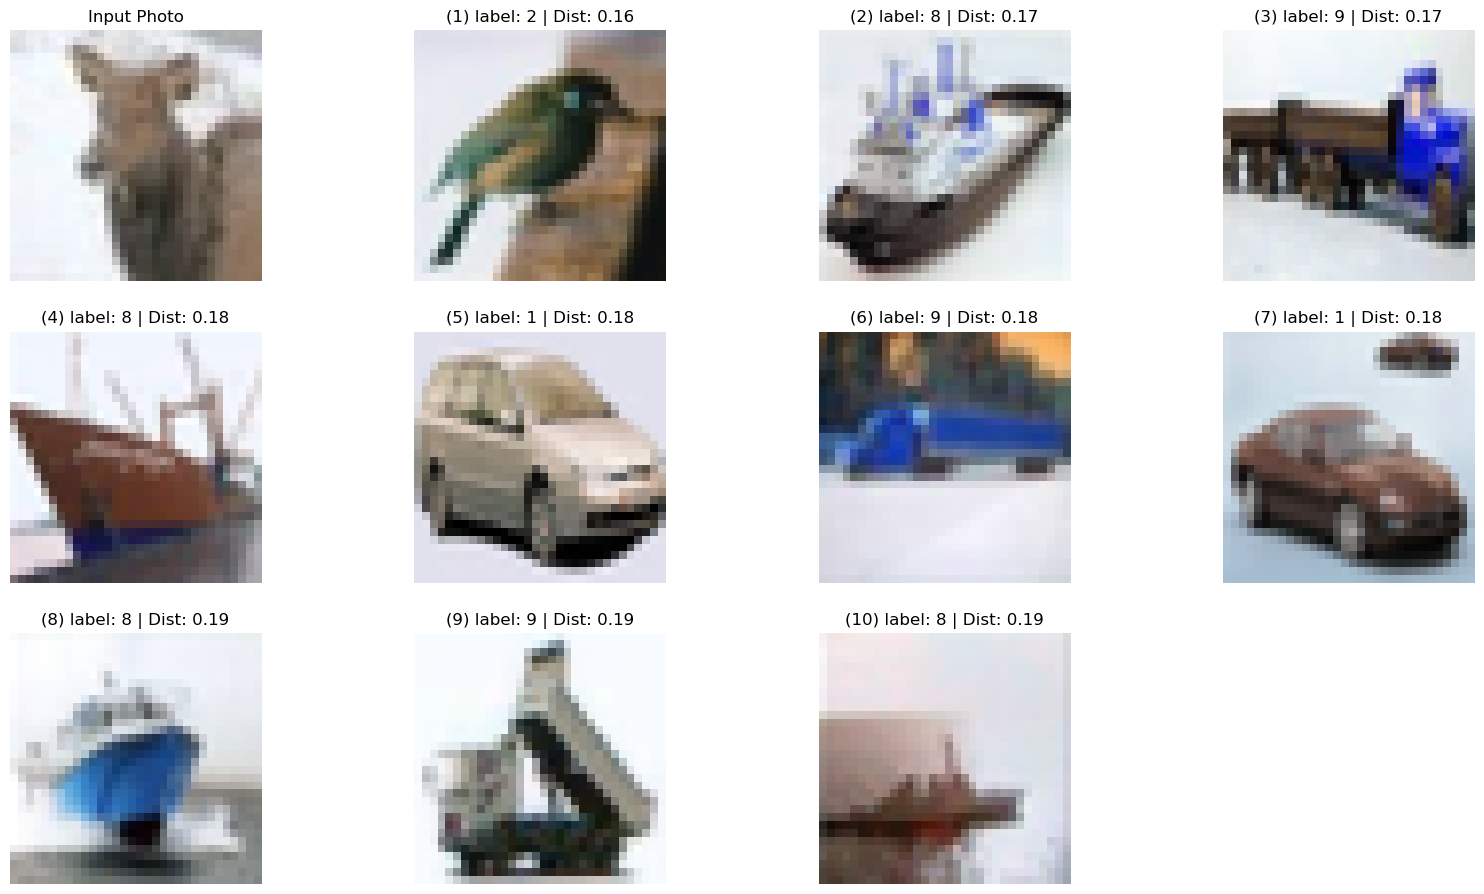 Input Photo
(1) label: 2 | Dist: 0.16
(2) label: 8 | Dist: 0.17
(3) label: 9 | Dist: 0.17
(4) label: 8 | Dist: 0.18
(5) label: 1 | Dist: 0.18
(6) label: 9 | Dist: 0.18
(7) label: 1 | Dist: 0.18
(8) label: 8 | Dist: 0.19
(9) label: 9 | Dist: 0.19
(10) label: 8 | Dist: 0.19